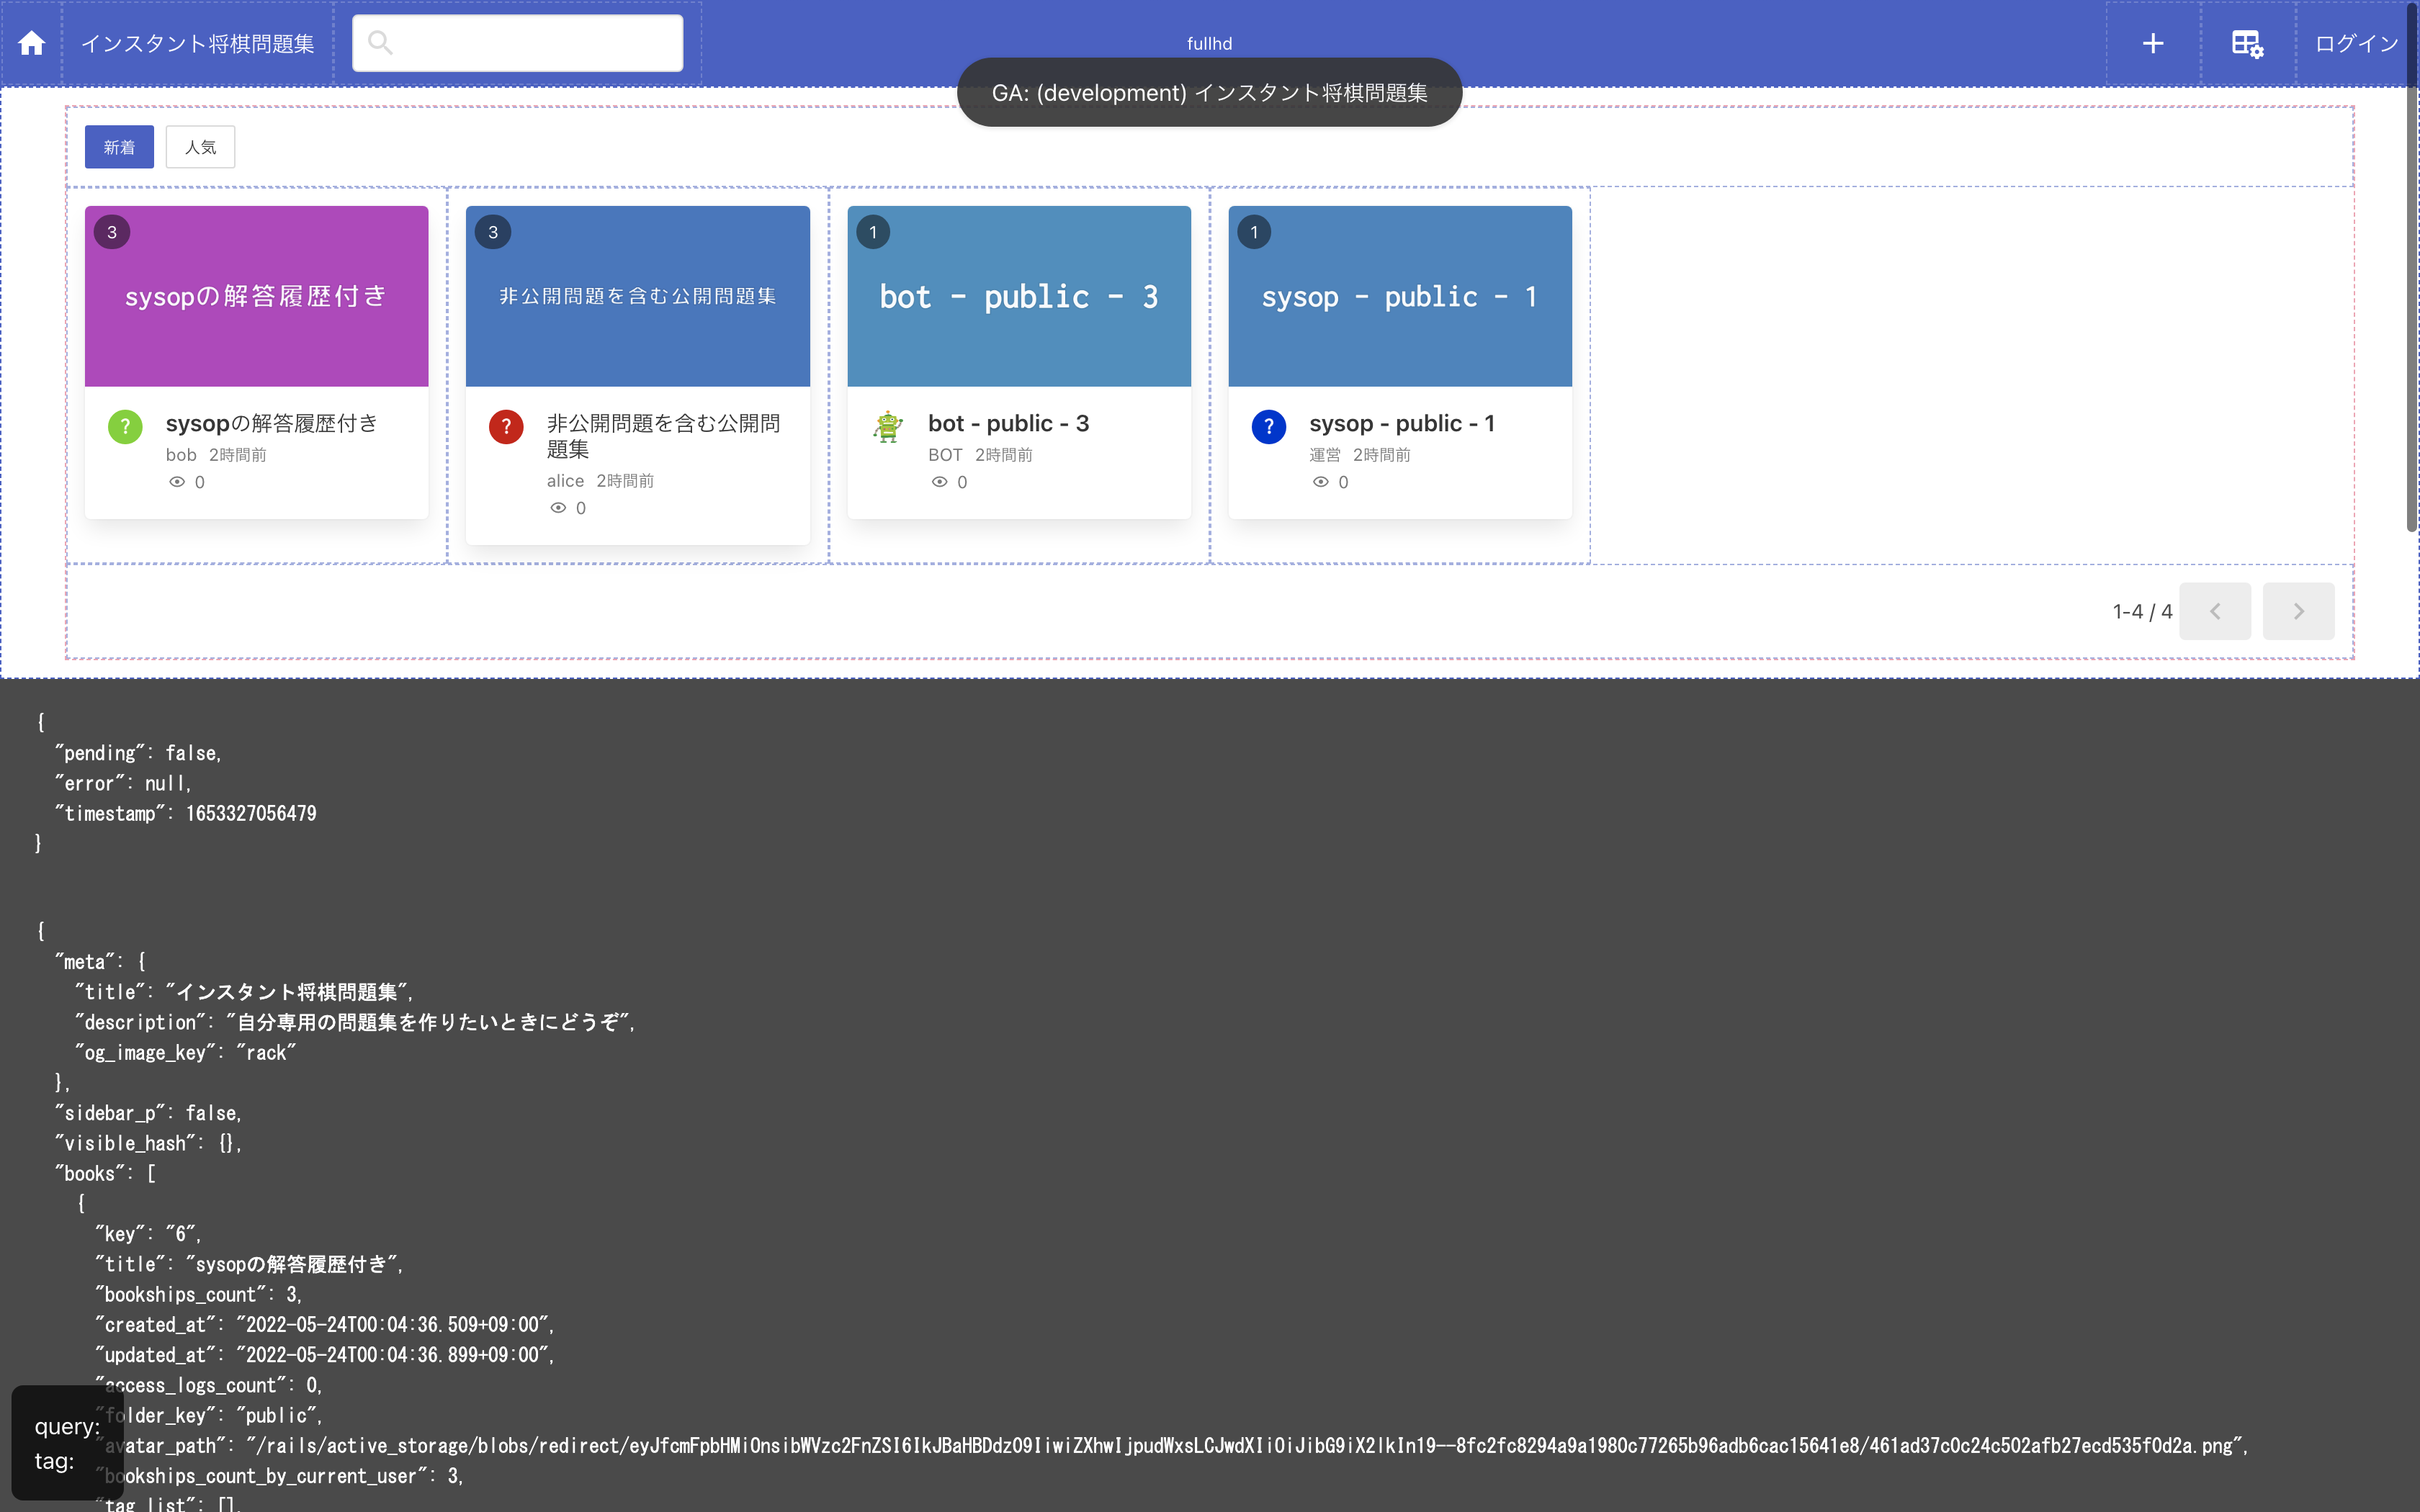 インスタント将棋問題集
fullhd
ログイン
GA: (development) インスタント将棋問題集
新着
人気
3
sysopの解答履歴付き
3
非公開問題を含む公開問題集
1
bot - public - 3
1
sysop - public - 1
?
sysopの解答履歴付き
bob 2時間前
0
?
非公開問題を含む公開問
題集
alice 2時間前
0
bot - public - 3
BOT 2時間前
0
?
sysop - public - 1
運営 2時間前
0
1-4 / 4
{
"pending": false,
"error": null,
"timestamp": 1653327056479
}
{
"meta": {
"title": "インスタント将棋問題集",
"description": "自分専用の問題集を作りたいときにどうぞ",
"og_image_key": "rack"
},
"sidebar_p": false,
"visible_hash": {},
"books": [
{
"key": "6",
"title": "sysopの解答履歴付き",
"bookships_count": 3,
"created_at": "2022-05-24T00:04:36.509+09:00",
"updated_at": "2022-05-24T00:04:36.899+09:00",
"access_logs_count": 0,
"folder_key": "public",
"avatar_path": "/rails/active_storage/blobs/redirect/eyJfcmFpbHMiOnsibWVzc2FnZSI6IkJBaHBDdz09IiwiZXhwIjpudWxsLCJwdXIiOiJibG9iX2lkIn19--8fc2fc8294a9a1980c77265b96adb6cac15641e8/461ad37c0c24c502afb27ecd535f0d2a.png",
"bookships_count_by_current_user": 3,
"tag_list": [],
query:
tag: